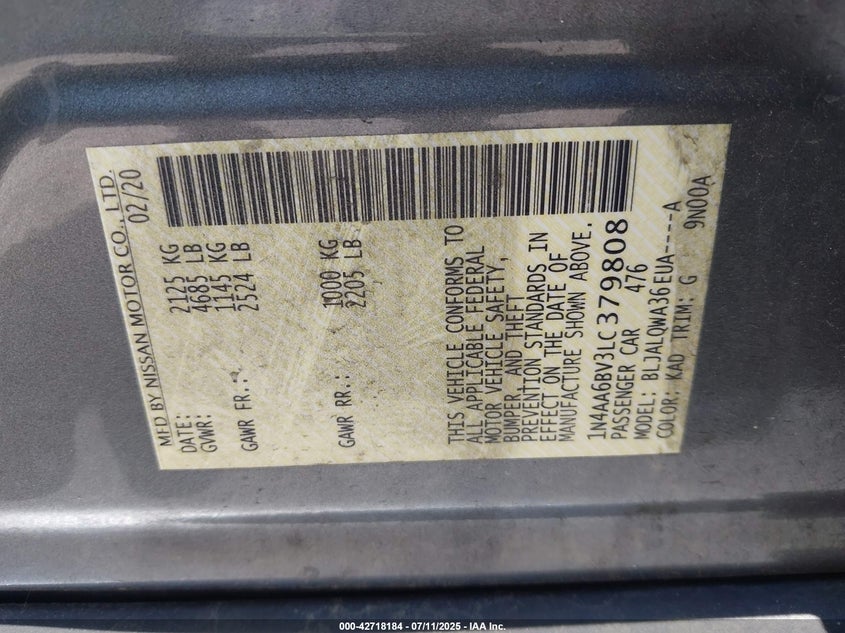 MFD BY NISSAN MOTOR CO., LTD.
DATE: 02/20
GVWR: 2125 KG
4685 LB
GAWR FR.: 1145 KG
2524 LB
GAWR RR.: 1000 KG
2205 LB
THIS VEHICLE CONFORMS TO
ALL APPLICABLE FEDERAL
MOTOR VEHICLE SAFETY,
BUMPER, AND THEFT
PREVENTION STANDARDS IN
EFFECT ON THE DATE OF
MANUFACTURE SHOWN ABOVE.
1N4AA6BV3LC379808
PASSENGER CAR 476
MODEL: BLJALQWA36EUA----A
COLOR: KAD TRIM: G 9N00A
000-42718184 - 07/11/2025 - IAA Inc.